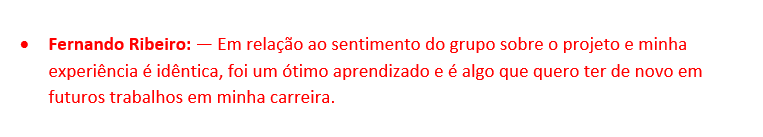 • Fernando Ribeiro: — Em relação ao sentimento do grupo sobre o projeto e minha
experiência é idêntica, foi um ótimo aprendizado e é algo que quero ter de novo em
futuros trabalhos em minha carreira.